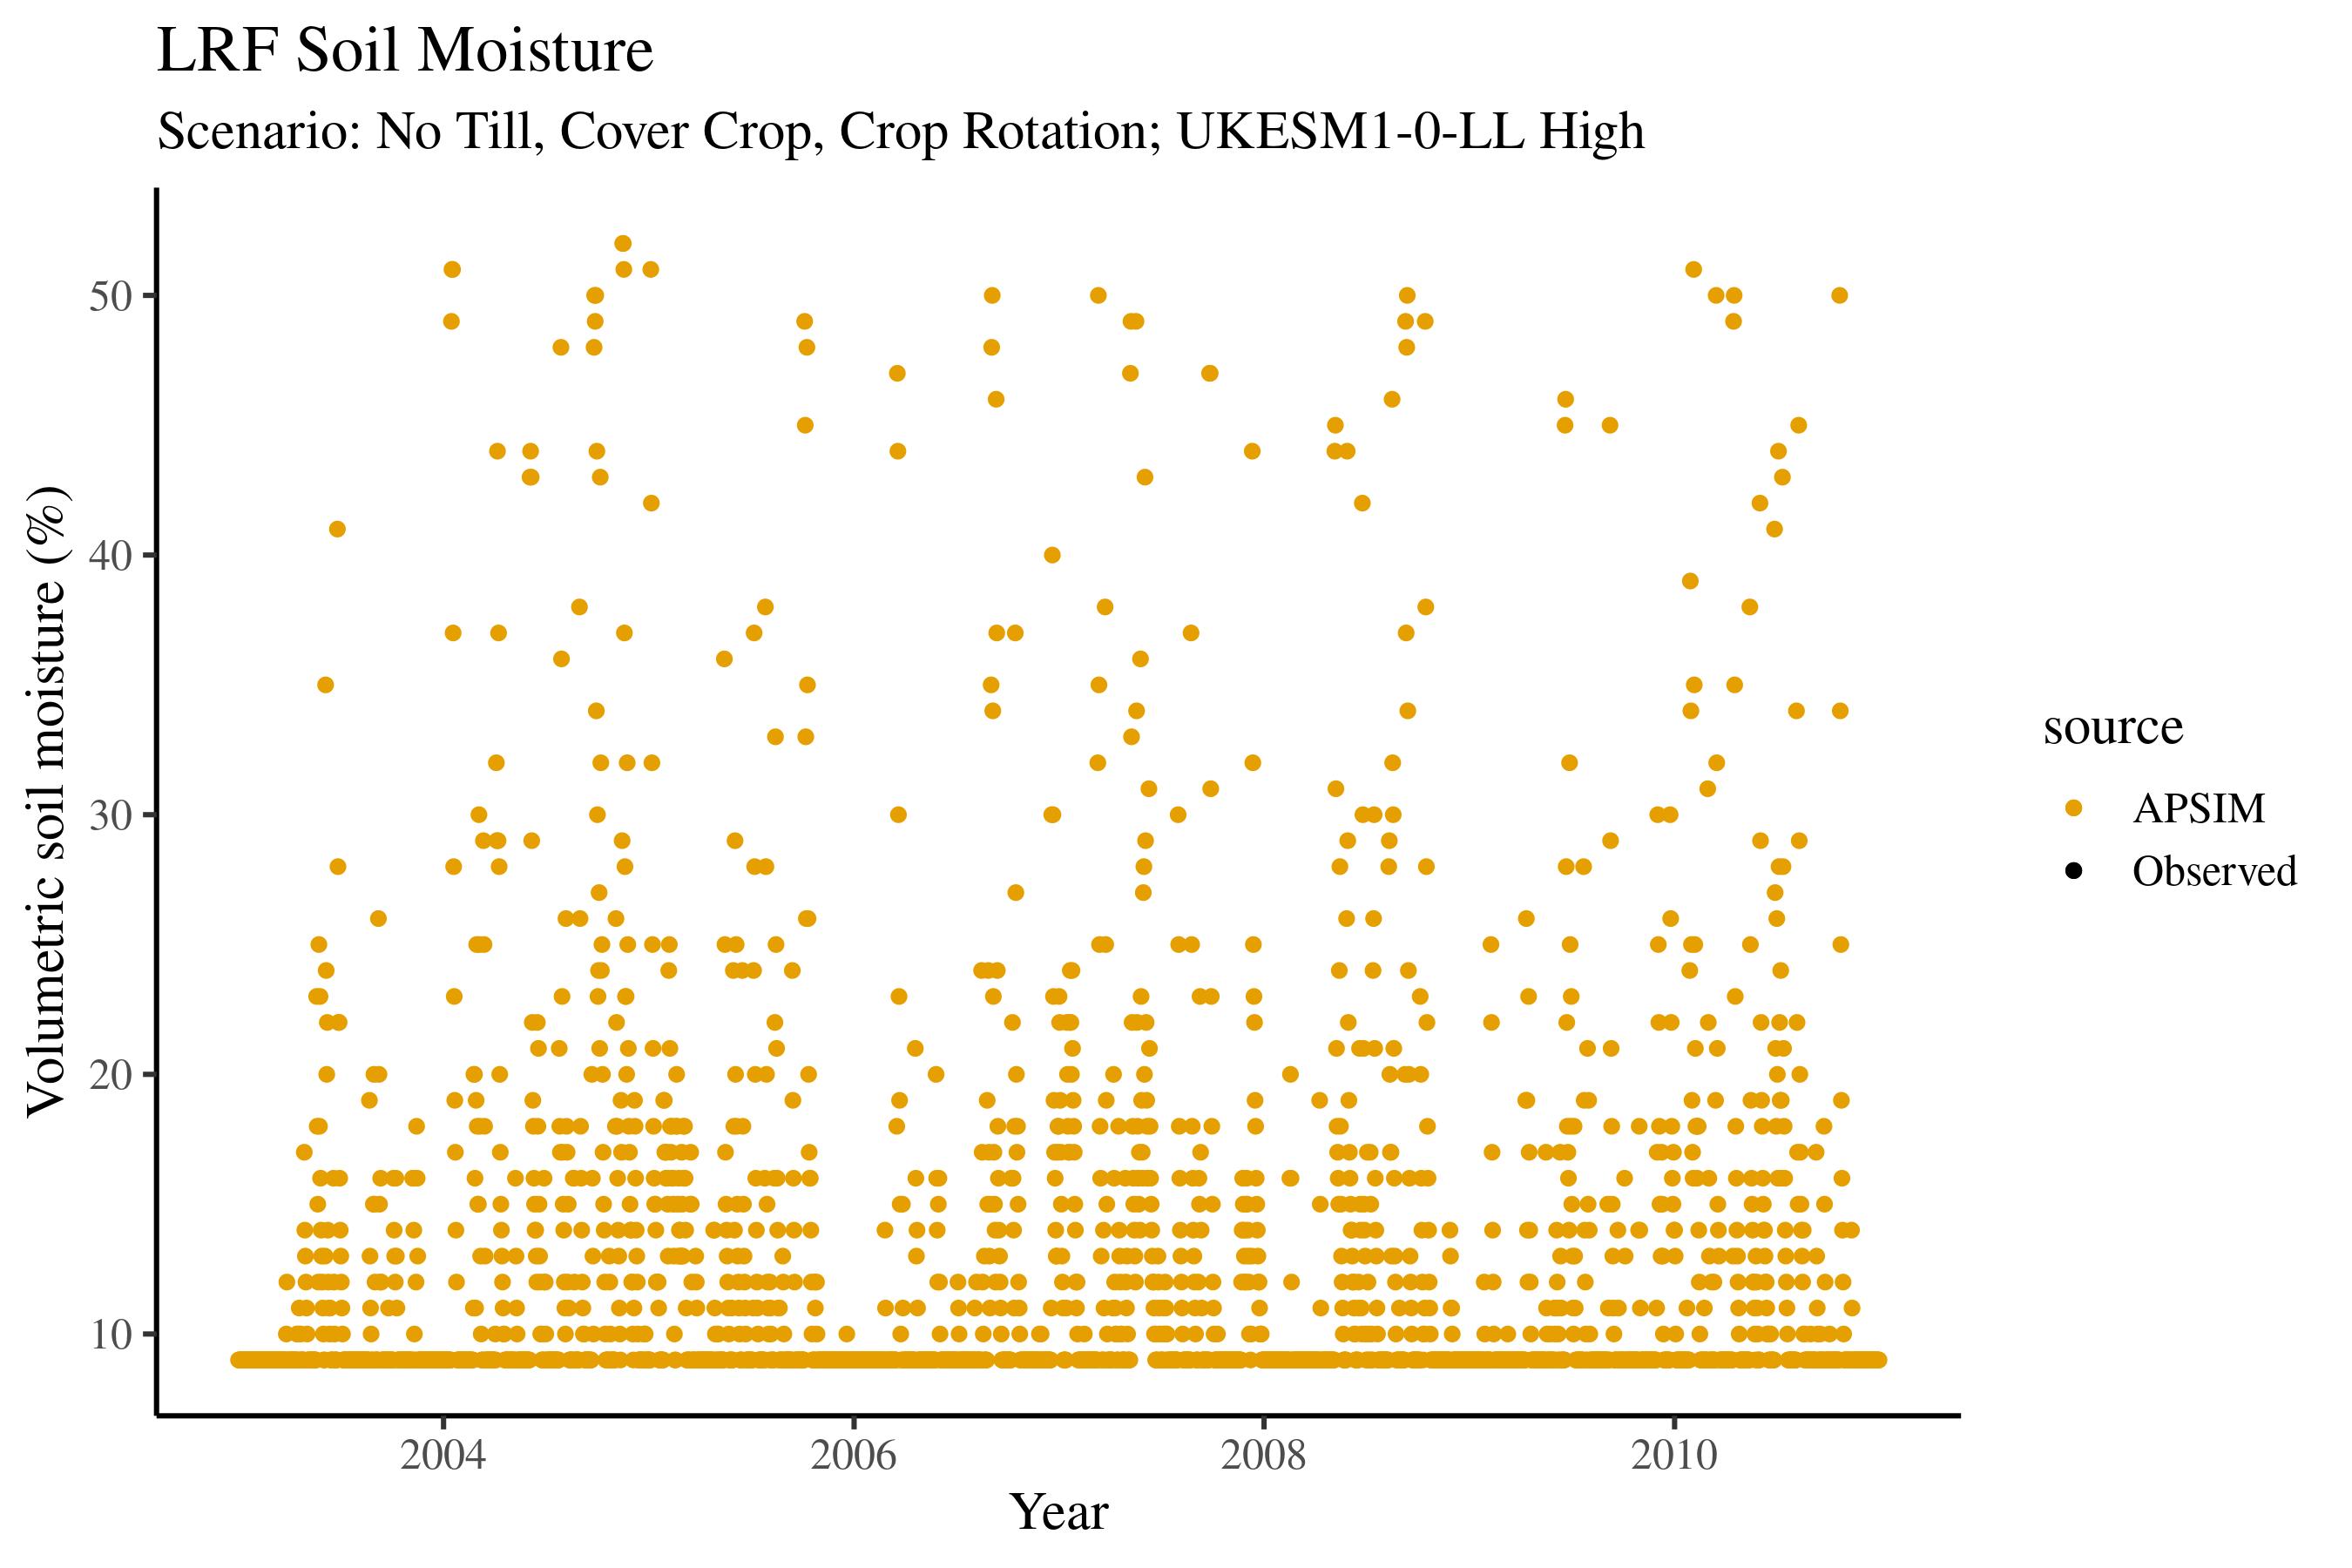 LRF Soil Moisture
Scenario: No Till, Cover Crop, Crop Rotation; UKESM1-0-LL High
Volumetric soil moisture (%)
50
40
30
20
10
2004
2006
2008
2010
Year
source
APSIM
Observed